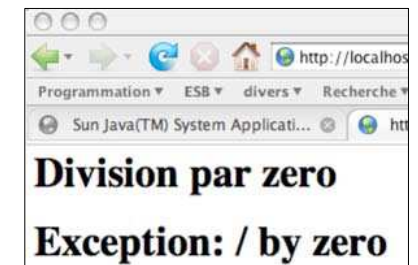 http://localhos
Programmation ESB divers Recherche
Sun Java(TM) System Applicati... htt
Division par zero
Exception: / by zero